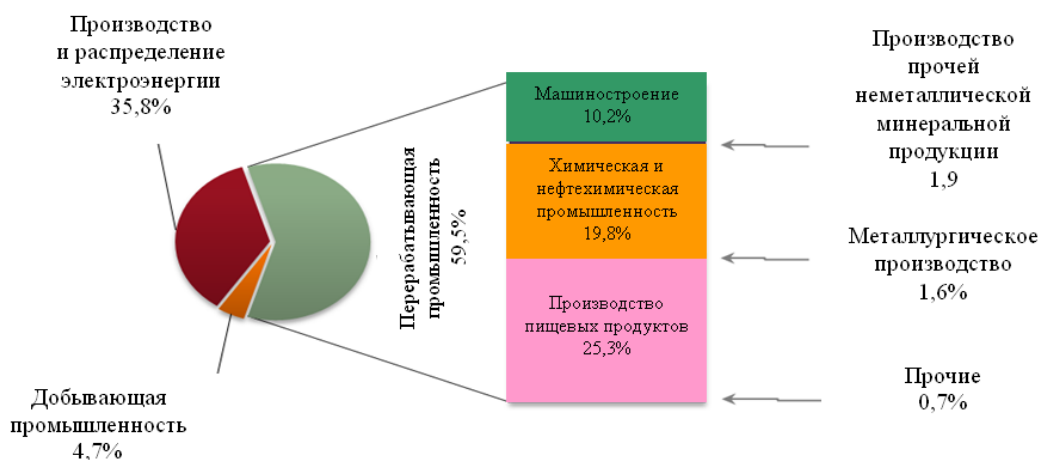 Производство
и распределение
электроэнергии
35,8%
Добывающая
промышленность
4,7%
Перерабатывающая
промышленность
59,5%
Машиностроение
10,2%
Химическая и
нефтехимическая
промышленность
19,8%
Производство
пищевых продуктов
25,3%
Производство
прочей
неметаллической
минеральной
продукции
1,9
Металлургическое
производство
1,6%
Прочие
0,7%